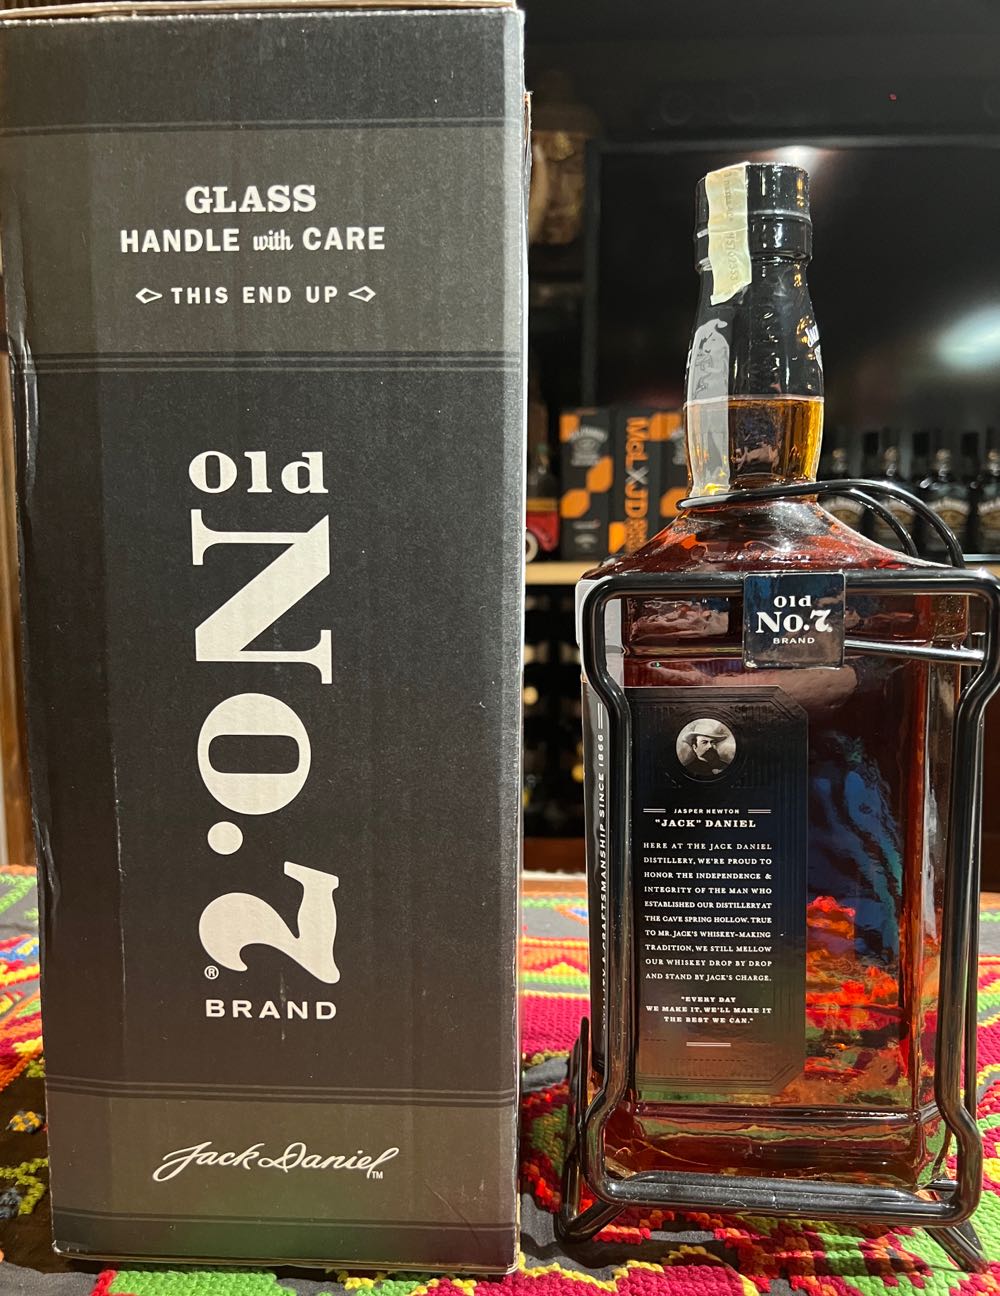 GLASS
HANDLE with CARE
THIS END UP
Old
No.7
®
BRAND
Jack Daniel
TM
McLXJD
Old
No.7
BRAND
CRAFTSMANSHIP SINCE 1866
JASPER NEWTON
"JACK" DANIEL
HERE AT THE JACK DANIEL
DISTILLERY, WE'RE PROUD TO
HONOR THE INDEPENDENCE &
INTEGRITY OF THE MAN WHO
ESTABLISHED OUR DISTILLERY AT
THE CAVE SPRING HOLLOW. TRUE
TO MR. JACK'S WHISKEY-MAKING
TRADITION, WE STILL MELLOW
OUR WHISKEY DROP BY DROP
AND STAND BY JACK'S CHARGE.
"EVERY DAY
WE MAKE IT, WE'LL MAKE IT
THE BEST WE CAN."